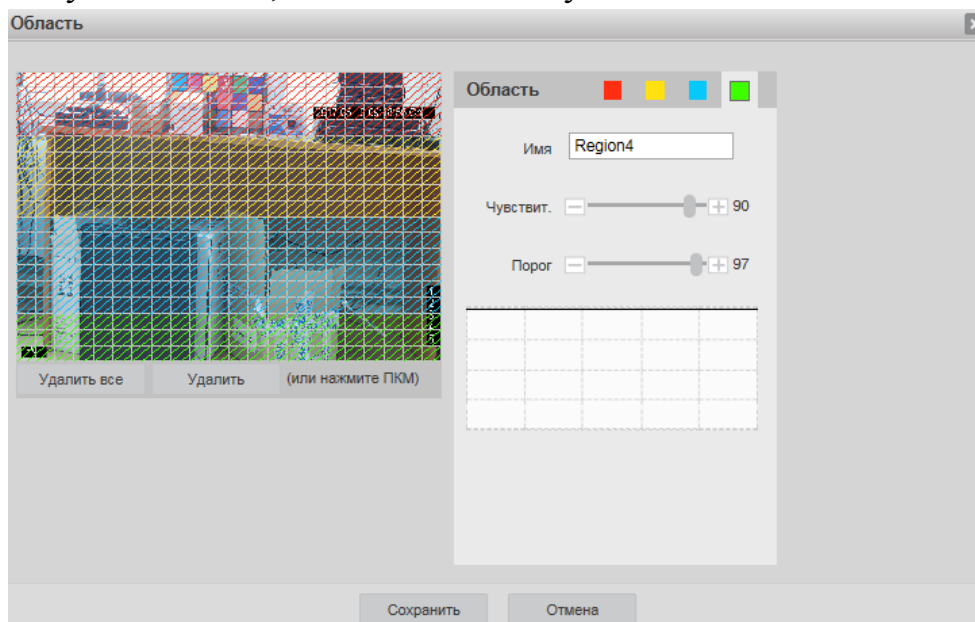 Область
Область
Имя Region4
Чувствит. 90
Порог 97
Удалить все Удалить (или нажмите ПКМ)
Сохранить Отмена